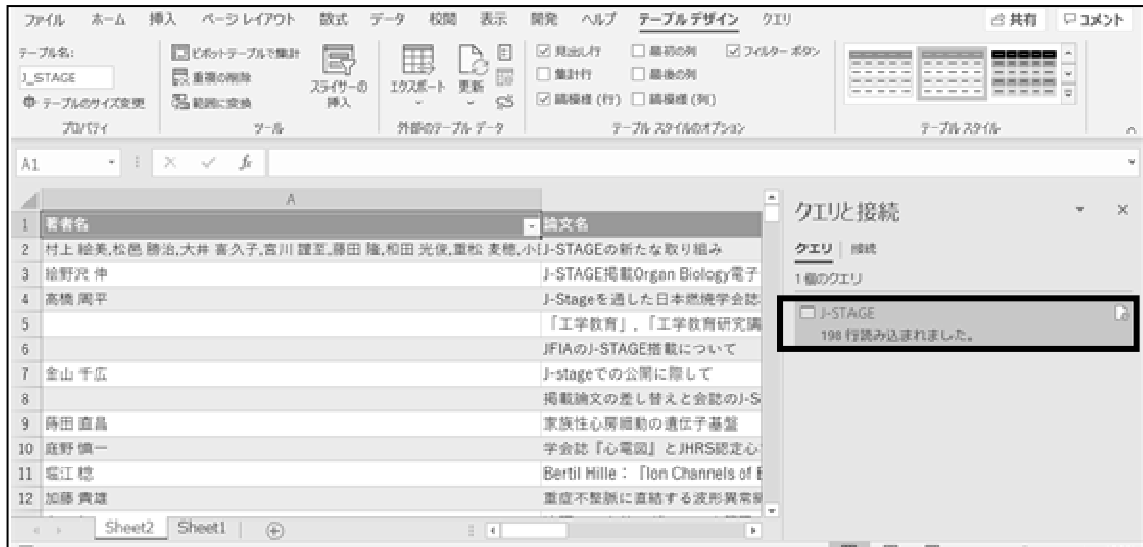 ファイル ホーム 挿入 ページ レイアウト 数式 データ 校閲 表示 開発 ヘルプ テーブル デザイン クエリ 共有 コメント
テーブル名: ピボットテーブルで集計 見出し行 最初の列 フィルター ボタン
J_STAGE 重複の削除 スライサーの 挿入 エクスポート 更新 集計行 最後の列
テーブルのサイズ変更 範囲に変換 縞模様 (行) 縞模様 (列)
プロパティ ツール 外部のテーブル データ テーブル スタイルのオプション テーブル スタイル
A1 fx
A
1 著者名 論文名
2 村上 絵美,松邑 勝治,大井 喜久子,宮川 謹至,藤田 隆,和田 光俊,重松 麦穂,小 J-STAGEの新たな取り組み
3 J-STAGE掲載Organ Biology電子
4 高橋 周平 J-Stageを通した日本燃焼学会誌
5 「工学教育」,「工学教育研究講
6 JFIAのJ-STAGE搭載について
7 金山 千広 J-stageでの公開に際して
8 掲載論文の差し替えと会誌のJ-S
9 蒔田 直昌 家族性心房細動の遺伝子基盤
10 庭野 慎一 学会誌『心電図』とJHRS認定心
11 堀江 稔 Bertil Hille:「Ion Channels of E
12 加藤 貴雄 重症不整脈に直結する波形異常
Sheet2 Sheet1
クエリと接続
クエリ 接続
1 個のクエリ
J-STAGE
198 行読み込まれました。